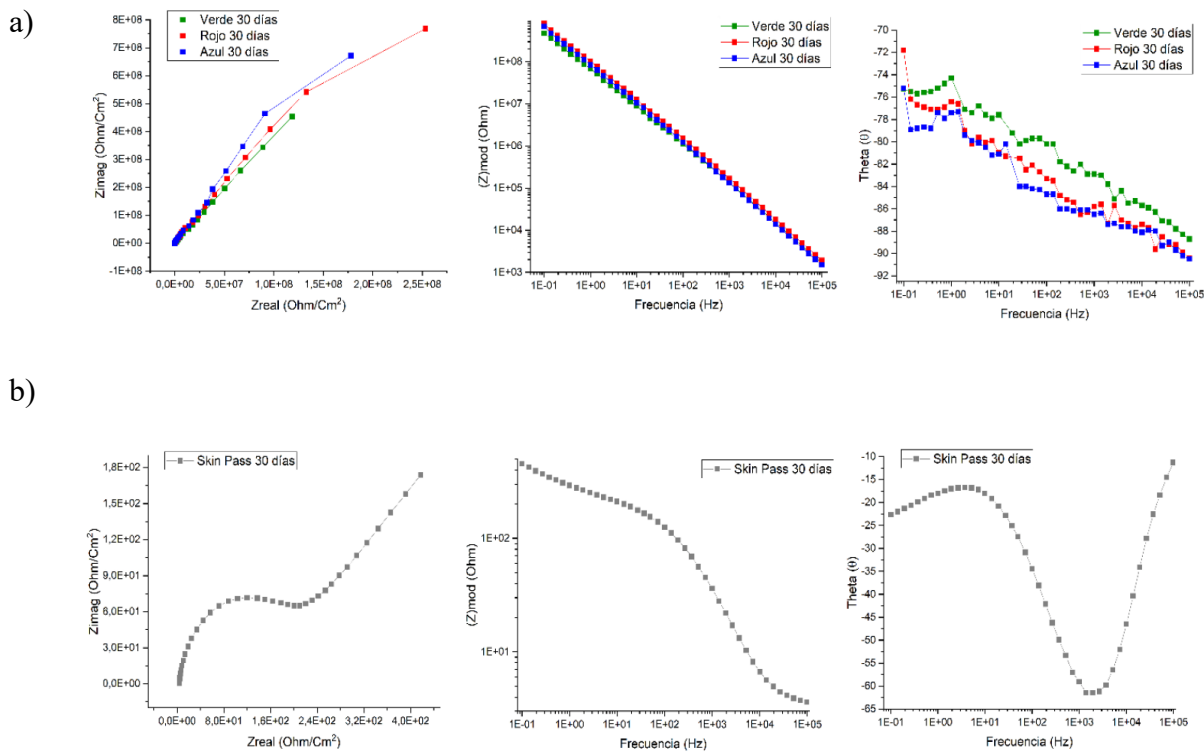 a)
Verde 30 días
Rojo 30 días
Azul 30 días
8E+08
7E+08
6E+08
5E+08
4E+08
3E+08
2E+08
1E+08
0E+00
-1E+08
Zimag (Ohm/Cm²)
0,0E+00 5,0E+07 1,0E+08 1,5E+08 2,0E+08 2,5E+08
Zreal (Ohm/Cm²)
Verde 30 días
Rojo 30 días
Azul 30 días
1E+08
1E+07
1E+06
1E+05
1E+04
1E+03
(Z)mod (Ohm)
1E-01 1E+00 1E+01 1E+02 1E+03 1E+04 1E+05
Frecuencia (Hz)
Verde 30 días
Rojo 30 días
Azul 30 días
-70
-72
-74
-76
-78
-80
-82
-84
-86
-88
-90
-92
Theta (θ)
1E-01 1E+00 1E+01 1E+02 1E+03 1E+04 1E+05
Frecuencia (Hz)
b)
Skin Pass 30 días
1,8E+02
1,5E+02
1,2E+02
9,0E+01
6,0E+01
3,0E+01
0,0E+00
Zimag (Ohm/Cm²)
0,0E+00 8,0E+01 1,6E+02 2,4E+02 3,2E+02 4,0E+02
Zreal (Ohm/Cm²)
Skin Pass 30 días
1E+02
1E+01
(Z)mod (Ohm)
1E-01 1E+00 1E+01 1E+02 1E+03 1E+04 1E+05
Frecuencia (Hz)
Skin Pass 30 días
-10
-15
-20
-25
-30
-35
-40
-45
-50
-55
-60
-65
Theta (θ)
1E-01 1E+00 1E+01 1E+02 1E+03 1E+04 1E+05
Frecuencia (Hz)